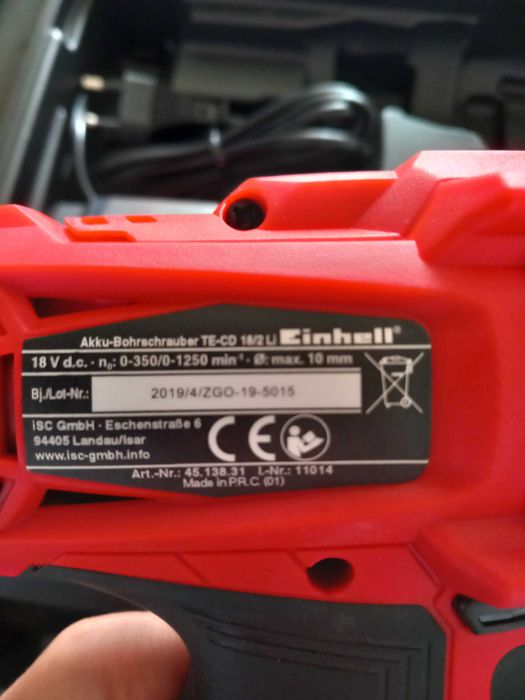 Akku-Bohrschrauber TE-CD 18/2 Li Einhell®
18 V d.c. · n₀: 0-350/0-1250 min⁻¹ · Ø: max. 10 mm
Bj./Lot-Nr.: 2019/4/ZGO-19-5015
iSC GmbH · Eschenstraße 6
94405 Landau/Isar
www.isc-gmbh.info
CE
Art.-Nr.: 45.138.31 I.-Nr.: 11014
Made in P.R.C. (01)